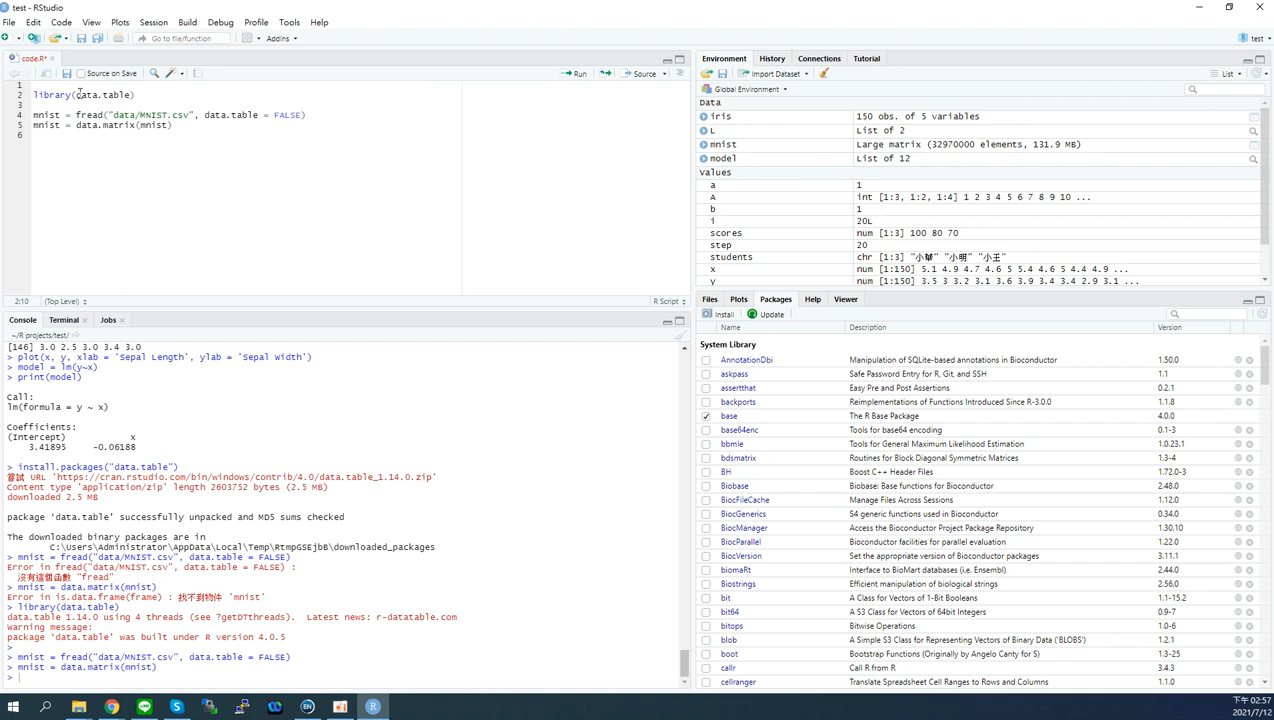 test - RStudio
File Edit Code View Plots Session Build Debug Profile Tools Help
Go to file/function Addins test
code.R*
Source on Save Run Source
1
2 library(data.table)
3
4 mnist = fread("data/MNIST.csv", data.table = FALSE)
5 mnist = data.matrix(mnist)
6
2:10 (Top Level) R Script
Console Terminal Jobs
~/R projects/test/
[146] 3.0 2.5 3.0 3.4 3.0
> plot(x, y, xlab = 'Sepal Length', ylab = 'Sepal Width')
> model = lm(y~x)
> print(model)
Call:
lm(formula = y ~ x)
Coefficients:
(Intercept) x
3.41895 -0.06188
> install.packages("data.table")
嘗試 URL 'https://cran.rstudio.com/bin/windows/contrib/4.0/data.table_1.14.0.zip'
Content type 'application/zip' length 2603752 bytes (2.5 MB)
downloaded 2.5 MB
package ‘data.table’ successfully unpacked and MD5 sums checked
The downloaded binary packages are in
C:\Users\Administrator\AppData\Local\Temp\RtmpGSEjbB\downloaded_packages
> mnist = fread("data/MNIST.csv", data.table = FALSE)
Error in fread("data/MNIST.csv", data.table = FALSE) :
沒有這個函數 "fread"
> mnist = data.matrix(mnist)
Error in is.data.frame(frame) : 找不到物件 'mnist'
> library(data.table)
data.table 1.14.0 using 4 threads (see ?getDTthreads). Latest news: r-datatable.com
Warning message:
package ‘data.table’ was built under R version 4.0.5
>
> mnist = fread("data/MNIST.csv", data.table = FALSE)
> mnist = data.matrix(mnist)
>
Environment History Connections Tutorial
Import Dataset List
Global Environment
Data
iris 150 obs. of 5 variables
L List of 2
mnist Large matrix (32970000 elements, 131.9 MB)
model List of 12
Values
a 1
A int [1:3, 1:2, 1:4] 1 2 3 4 5 6 7 8 9 10 ...
b 1
i 20L
scores num [1:3] 100 80 70
step 20
students chr [1:3] "小華" "小明" "小王"
x num [1:150] 5.1 4.9 4.7 4.6 5 5.4 4.6 5 4.4 4.9 ...
y num [1:150] 3.5 3 3.2 3.1 3.6 3.9 3.4 3.4 2.9 3.1 ...
Files Plots Packages Help Viewer
Install Update
Name Description Version
System Library
AnnotationDbi Manipulation of SQLite-based annotations in Bioconductor 1.50.0
askpass Safe Password Entry for R, Git, and SSH 1.1
assertthat Easy Pre and Post Assertions 0.2.1
backports Reimplementations of Functions Introduced Since R-3.0.0 1.1.8
base The R Base Package 4.0.0
base64enc Tools for base64 encoding 0.1-3
bbmle Tools for General Maximum Likelihood Estimation 1.0.23.1
bdsmatrix Routines for Block Diagonal Symmetric Matrices 1.3-4
BH Boost C++ Header Files 1.72.0-3
Biobase Biobase: Base functions for Bioconductor 2.48.0
BiocFileCache Manage Files Across Sessions 1.12.0
BiocGenerics S4 generic functions used in Bioconductor 0.34.0
BiocManager Access the Bioconductor Project Package Repository 1.30.10
BiocParallel Bioconductor facilities for parallel evaluation 1.22.0
BiocVersion Set the appropriate version of Bioconductor packages 3.11.1
biomaRt Interface to BioMart databases (i.e. Ensembl) 2.44.0
Biostrings Efficient manipulation of biological strings 2.56.0
bit A Class for Vectors of 1-Bit Booleans 1.1-15.2
bit64 A S3 Class for Vectors of 64bit Integers 0.9-7
bitops Bitwise Operations 1.0-6
blob A Simple S3 Class for Representing Vectors of Binary Data ('BLOBS') 1.2.1
boot Bootstrap Functions (Originally by Angelo Canty for S) 1.3-25
callr Call R from R 3.4.3
cellranger Translate Spreadsheet Cell Ranges to Rows and Columns 1.1.0
下午 02:57
2021/7/12